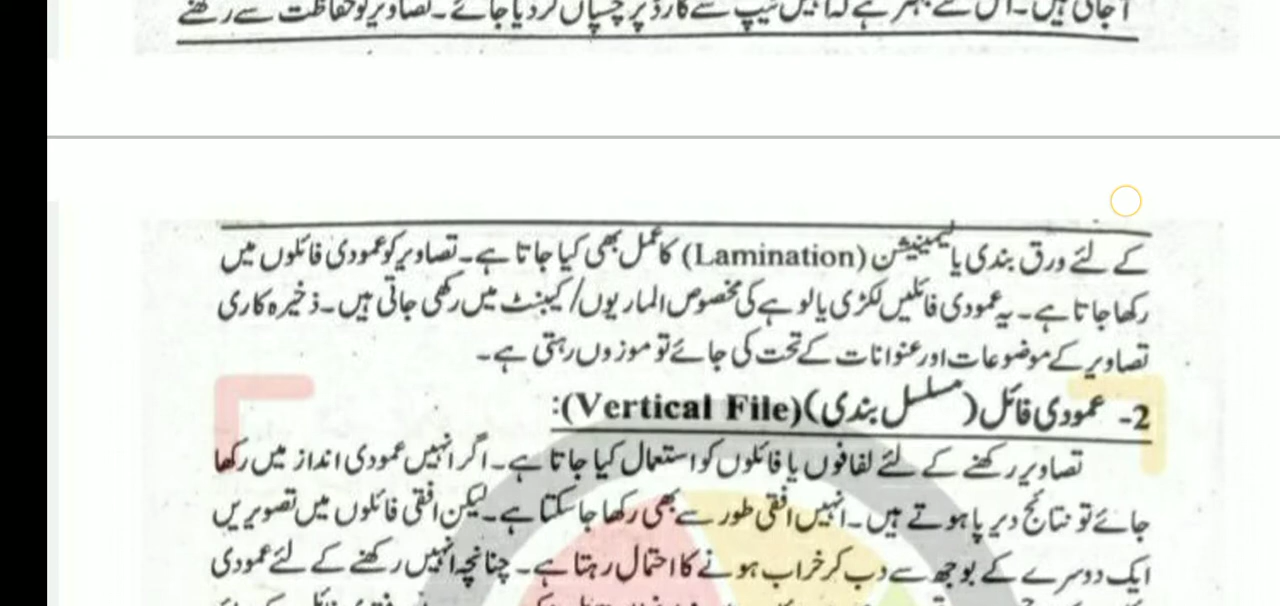 آجاتی ہیں۔ اس لئے بہتر ہے کہ انہیں ٹیپ سے کارڈ پر چسپاں کر دیا جائے۔ تصاویر کو حفاظت سے رکھنے
کے لئے ورق بندی یا لیمینیشن (Lamination) کا عمل بھی کیا جاتا ہے۔ تصاویر کو عمودی فائلوں میں
رکھا جاتا ہے۔ یہ عمودی فائلیں لکڑی یا لوہے کی مخصوص الماریوں/کیبنٹ میں رکھی جاتی ہیں۔ ذخیرہ کاری
تصاویر کے موضوعات اور عنوانات کے تحت کی جائے تو موزوں رہتی ہے۔
2- عمودی فائل (مسلسل بندی) (Vertical File):
تصاویر رکھنے کے لئے لفافوں یا فائلوں کو استعمال کیا جاتا ہے۔ اگر انہیں عمودی انداز میں رکھا
جائے تو نتائج دیرپا ہوتے ہیں۔ انہیں افقی طور سے بھی رکھا جا سکتا ہے۔ لیکن افقی فائلوں میں تصویریں
ایک دوسرے کے بوجھ سے دب کر خراب ہونے کا احتمال رہتا ہے۔ چنانچہ انہیں رکھنے کے لئے عمودی